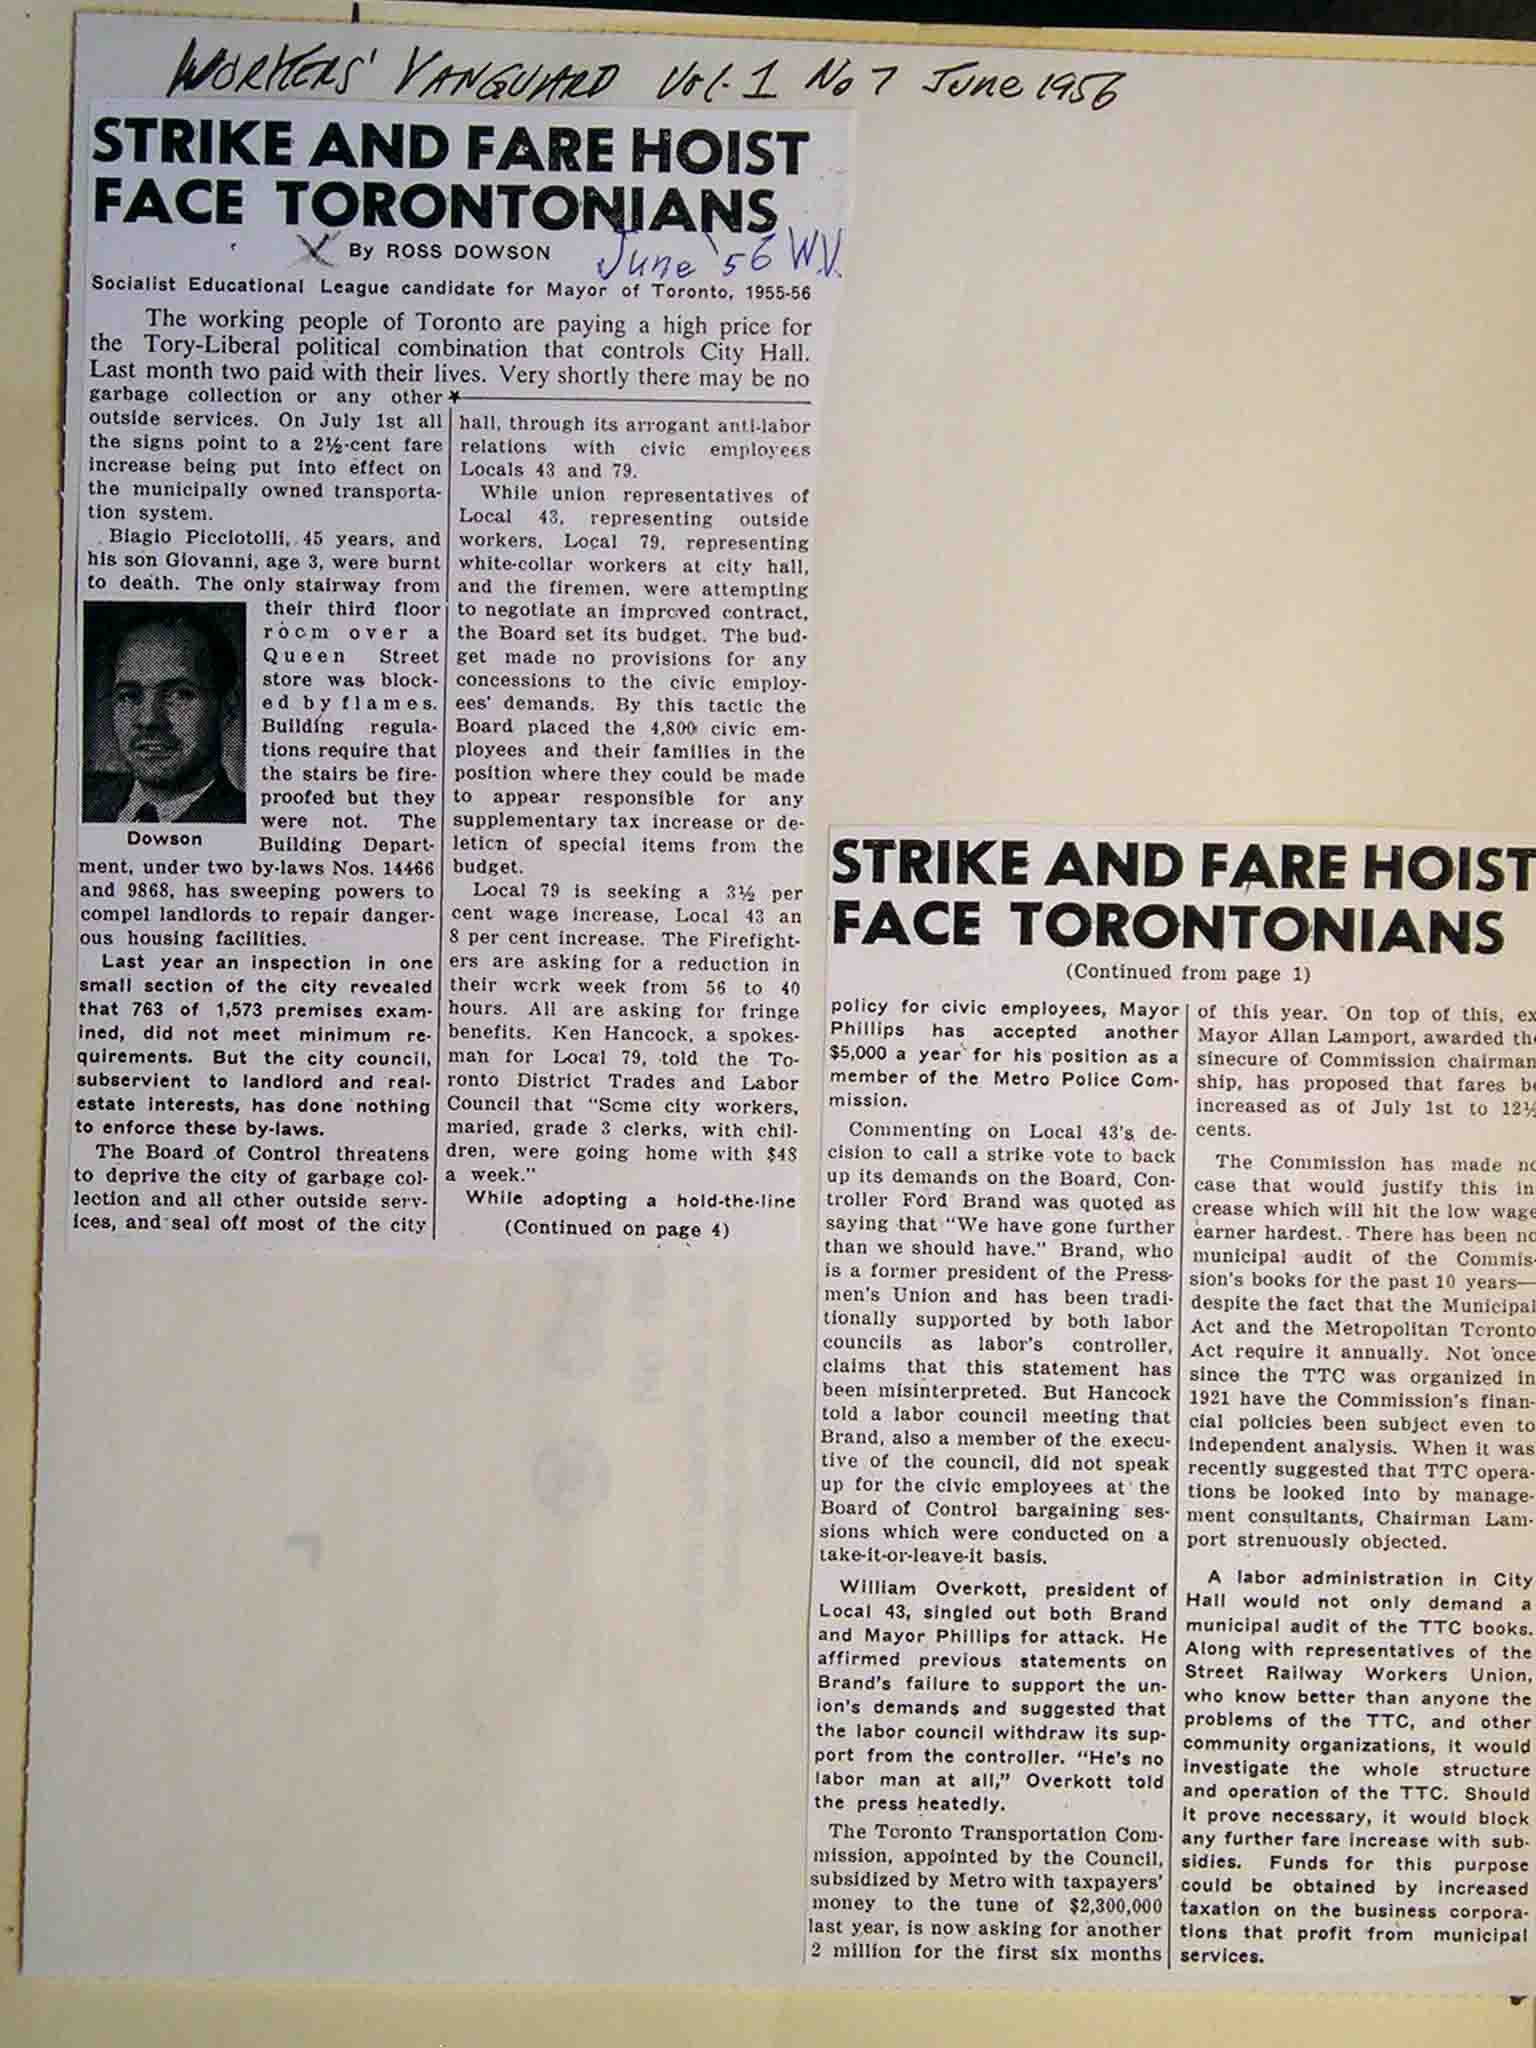 WORKERS' VANGUARD Vol. 1 No 7 June 1956
STRIKE AND FARE HOIST
FACE TORONTONIANS
By ROSS DOWSON
June '56 W.V.
Socialist Educational League candidate for Mayor of Toronto, 1955-56
The working people of Toronto are paying a high price for
the Tory-Liberal political combination that controls City Hall.
Last month two paid with their lives. Very shortly there may be no
garbage collection or any other
outside services. On July 1st all
the signs point to a 2½-cent fare
increase being put into effect on
the municipally owned transporta-
tion system.
Biagio Picciotolli, 45 years, and
his son Giovanni, age 3, were burnt
to death. The only stairway from
their third floor
room over a
Queen Street
store was block-
ed by flames.
Building regula-
tions require that
the stairs be fire-
proofed but they
were not. The
Dowson
Building Depart-
ment, under two by-laws Nos. 14466
and 9868, has sweeping powers to
compel landlords to repair danger-
ous housing facilities.
Last year an inspection in one
small section of the city revealed
that 763 of 1,573 premises exam-
ined, did not meet minimum re-
quirements. But the city council,
subservient to landlord and real-
estate interests, has done nothing
to enforce these by-laws.
The Board of Control threatens
to deprive the city of garbage col-
lection and all other outside serv-
ices, and seal off most of the city
hall, through its arrogant anti-labor
relations with civic employees
Locals 43 and 79.
While union representatives of
Local 43, representing outside
workers, Local 79, representing
white-collar workers at city hall,
and the firemen, were attempting
to negotiate an improved contract,
the Board set its budget. The bud-
get made no provisions for any
concessions to the civic employ-
ees' demands. By this tactic the
Board placed the 4,800 civic em-
ployees and their families in the
position where they could be made
to appear responsible for any
supplementary tax increase or de-
letion of special items from the
budget.
Local 79 is seeking a 3½ per
cent wage increase, Local 43 an
8 per cent increase. The Firefight-
ers are asking for a reduction in
their work week from 56 to 40
hours. All are asking for fringe
benefits. Ken Hancock, a spokes-
man for Local 79, told the To-
ronto District Trades and Labor
Council that "Some city workers,
maried, grade 3 clerks, with chil-
dren, were going home with $48
a week."
While adopting a hold-the-line
(Continued on page 4)
STRIKE AND FARE HOIST
FACE TORONTONIANS
(Continued from page 1)
policy for civic employees, Mayor
Phillips has accepted another
$5,000 a year for his position as a
member of the Metro Police Com-
mission.
Commenting on Local 43's de-
cision to call a strike vote to back
up its demands on the Board, Con-
troller Ford Brand was quoted as
saying that "We have gone further
than we should have." Brand, who
is a former president of the Press-
men's Union and has been tradi-
tionally supported by both labor
councils as labor's controller,
claims that this statement has
been misinterpreted. But Hancock
told a labor council meeting that
Brand, also a member of the execu-
tive of the council, did not speak
up for the civic employees at the
Board of Control bargaining ses-
sions which were conducted on a
take-it-or-leave-it basis.
William Overkott, president of
Local 43, singled out both Brand
and Mayor Phillips for attack. He
affirmed previous statements on
Brand's failure to support the un-
ion's demands and suggested that
the labor council withdraw its sup-
port from the controller. "He's no
labor man at all," Overkott told
the press heatedly.
The Toronto Transportation Com-
mission, appointed by the Council,
subsidized by Metro with taxpayers'
money to the tune of $2,300,000
last year, is now asking for another
2 million for the first six months
of this year. On top of this, ex
Mayor Allan Lamport, awarded the
sinecure of Commission chairman
ship, has proposed that fares be
increased as of July 1st to 12½
cents.
The Commission has made no
case that would justify this in
crease which will hit the low wage
earner hardest. There has been no
municipal audit of the Commis-
sion's books for the past 10 years—
despite the fact that the Municipal
Act and the Metropolitan Toronto
Act require it annually. Not once
since the TTC was organized in
1921 have the Commission's finan-
cial policies been subject even to
independent analysis. When it was
recently suggested that TTC opera-
tions be looked into by manage-
ment consultants, Chairman Lam-
port strenuously objected.
A labor administration in City
Hall would not only demand a
municipal audit of the TTC books.
Along with representatives of the
Street Railway Workers Union,
who know better than anyone the
problems of the TTC, and other
community organizations, it would
investigate the whole structure
and operation of the TTC. Should
it prove necessary, it would block
any further fare increase with sub-
sidies. Funds for this purpose
could be obtained by increased
taxation on the business corpora-
tions that profit from municipal
services.